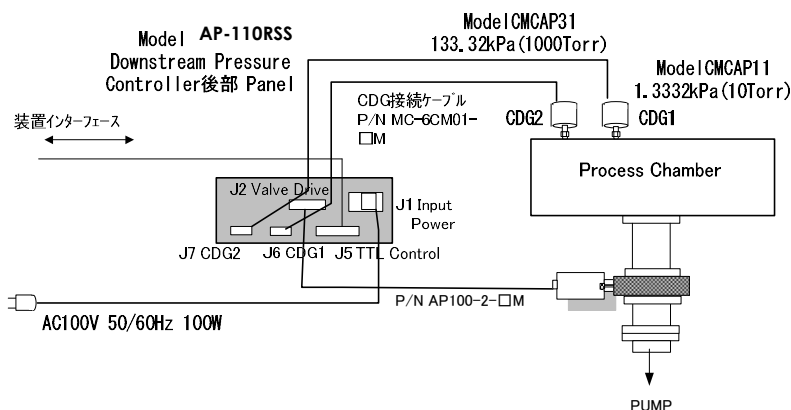 Model AP-110RSS
Downstream Pressure
Controller後部 Panel
ModelCMCAP31
133.32kPa(1000Torr)
ModelCMCAP11
1.3332kPa(10Torr)
CDG接続ケーブル
P/N MC-6CM01-
□M
CDG2
CDG1
装置インターフェース
Process Chamber
J2 Valve Drive
J1 Input
Power
J7 CDG2
J6 CDG1
J5 TTL Control
P/N AP100-2-□M
AC100V 50/60Hz 100W
PUMP